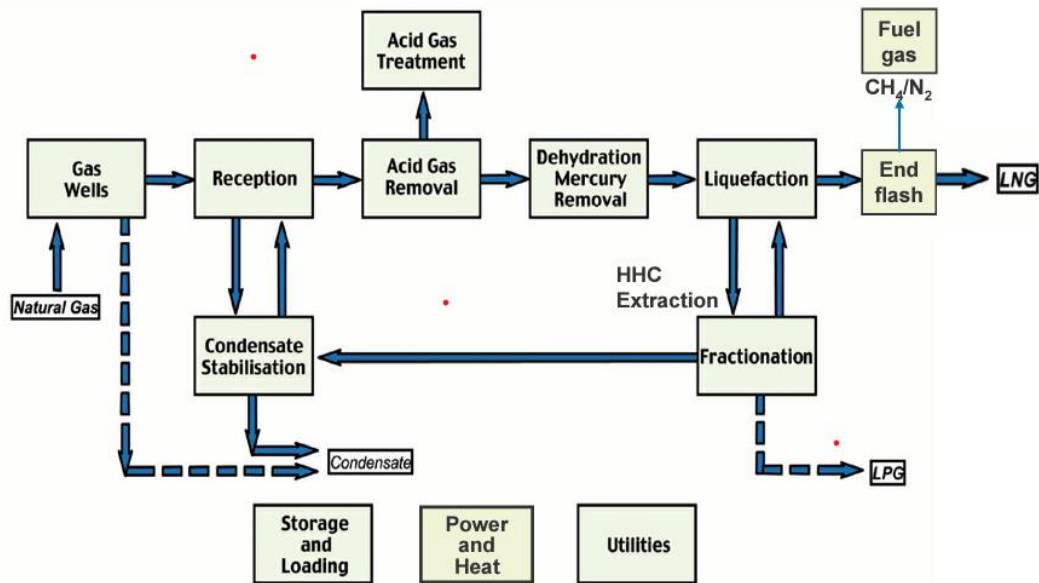 Acid Gas
Treatment
Fuel
gas
CH₄/N₂
Gas
Wells
Reception
Acid Gas
Removal
Dehydration
Mercury
Removal
Liquefaction
End
flash
LNG
Natural Gas
HHC
Extraction
Condensate
Stabilisation
Fractionation
Condensate
LPG
Storage
and
Loading
Power
and
Heat
Utilities